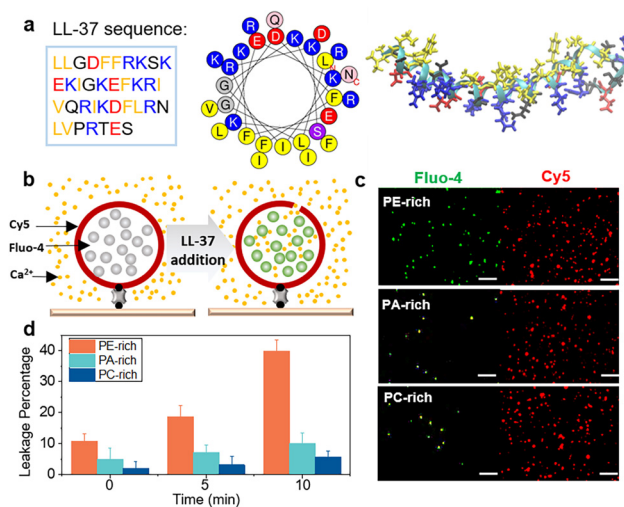 a
LL-37 sequence:
LLGDFFRKSK
EKIGKEFKRI
VQRIKDFLRN
LVPRTES
Q
R E D K D
K K
K R L K N
G F R
G E
V K S
L F F I I L I F
b
Cy5
Fluo-4
Ca²⁺
LL-37
addition
c
Fluo-4 Cy5
PE-rich
PA-rich
PC-rich
d
PE-rich
PA-rich
PC-rich
Leakage Percentage
40
30
20
10
0
0 5 10
Time (min)